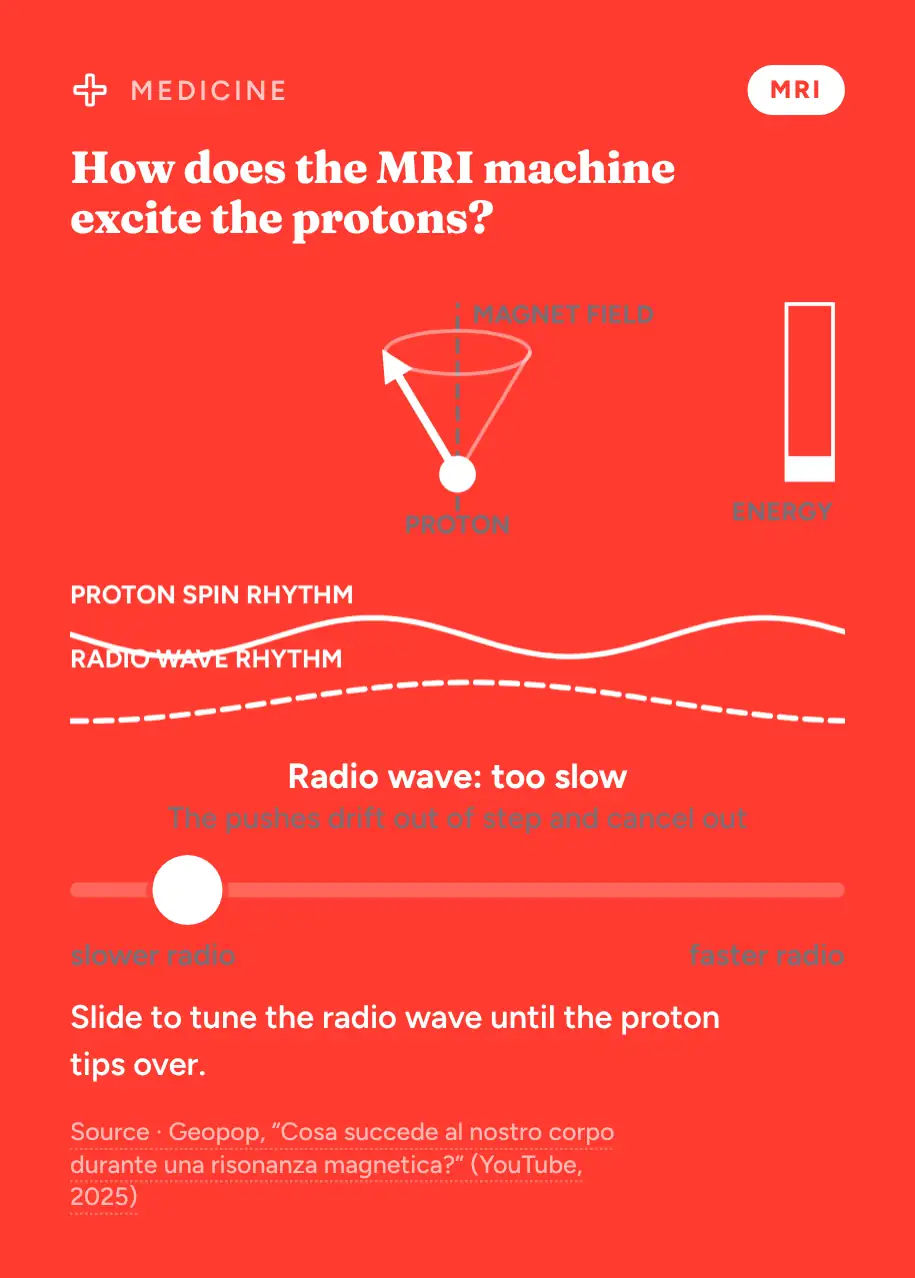 MEDICINE
MRI
How does the MRI machine
excite the protons?
MAGNET FIELD
PROTON
ENERGY
PROTON SPIN RHYTHM
RADIO WAVE RHYTHM
Radio wave: too slow
The pushes drift out of step and cancel out
slower radio
faster radio
Slide to tune the radio wave until the proton
tips over.
Source · Geopop, “Cosa succede al nostro corpo
durante una risonanza magnetica?” (YouTube,
2025)